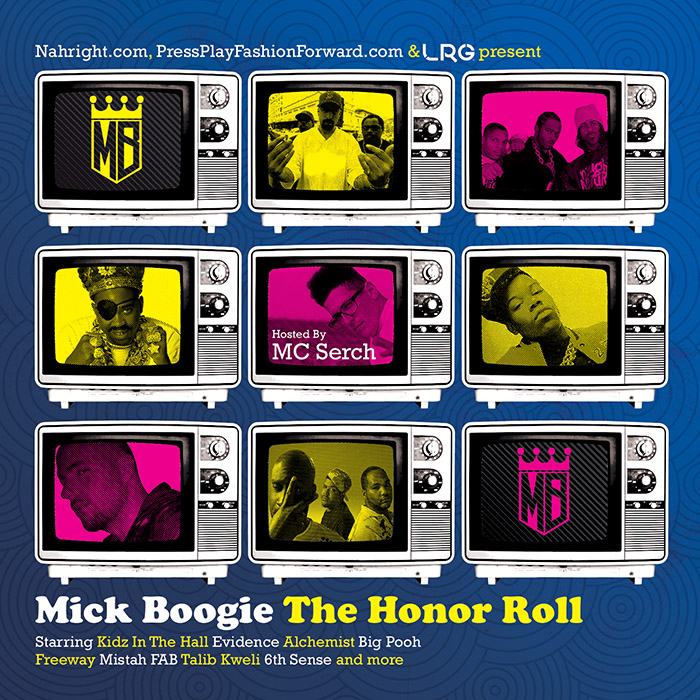 Nahright.com, PressPlayFashionForward.com & LRG present
MB
Hosted By
MC Serch
MB
Mick Boogie The Honor Roll
Starring Kidz In The Hall Evidence Alchemist Big Pooh
Freeway Mistah FAB Talib Kweli 6th Sense and more